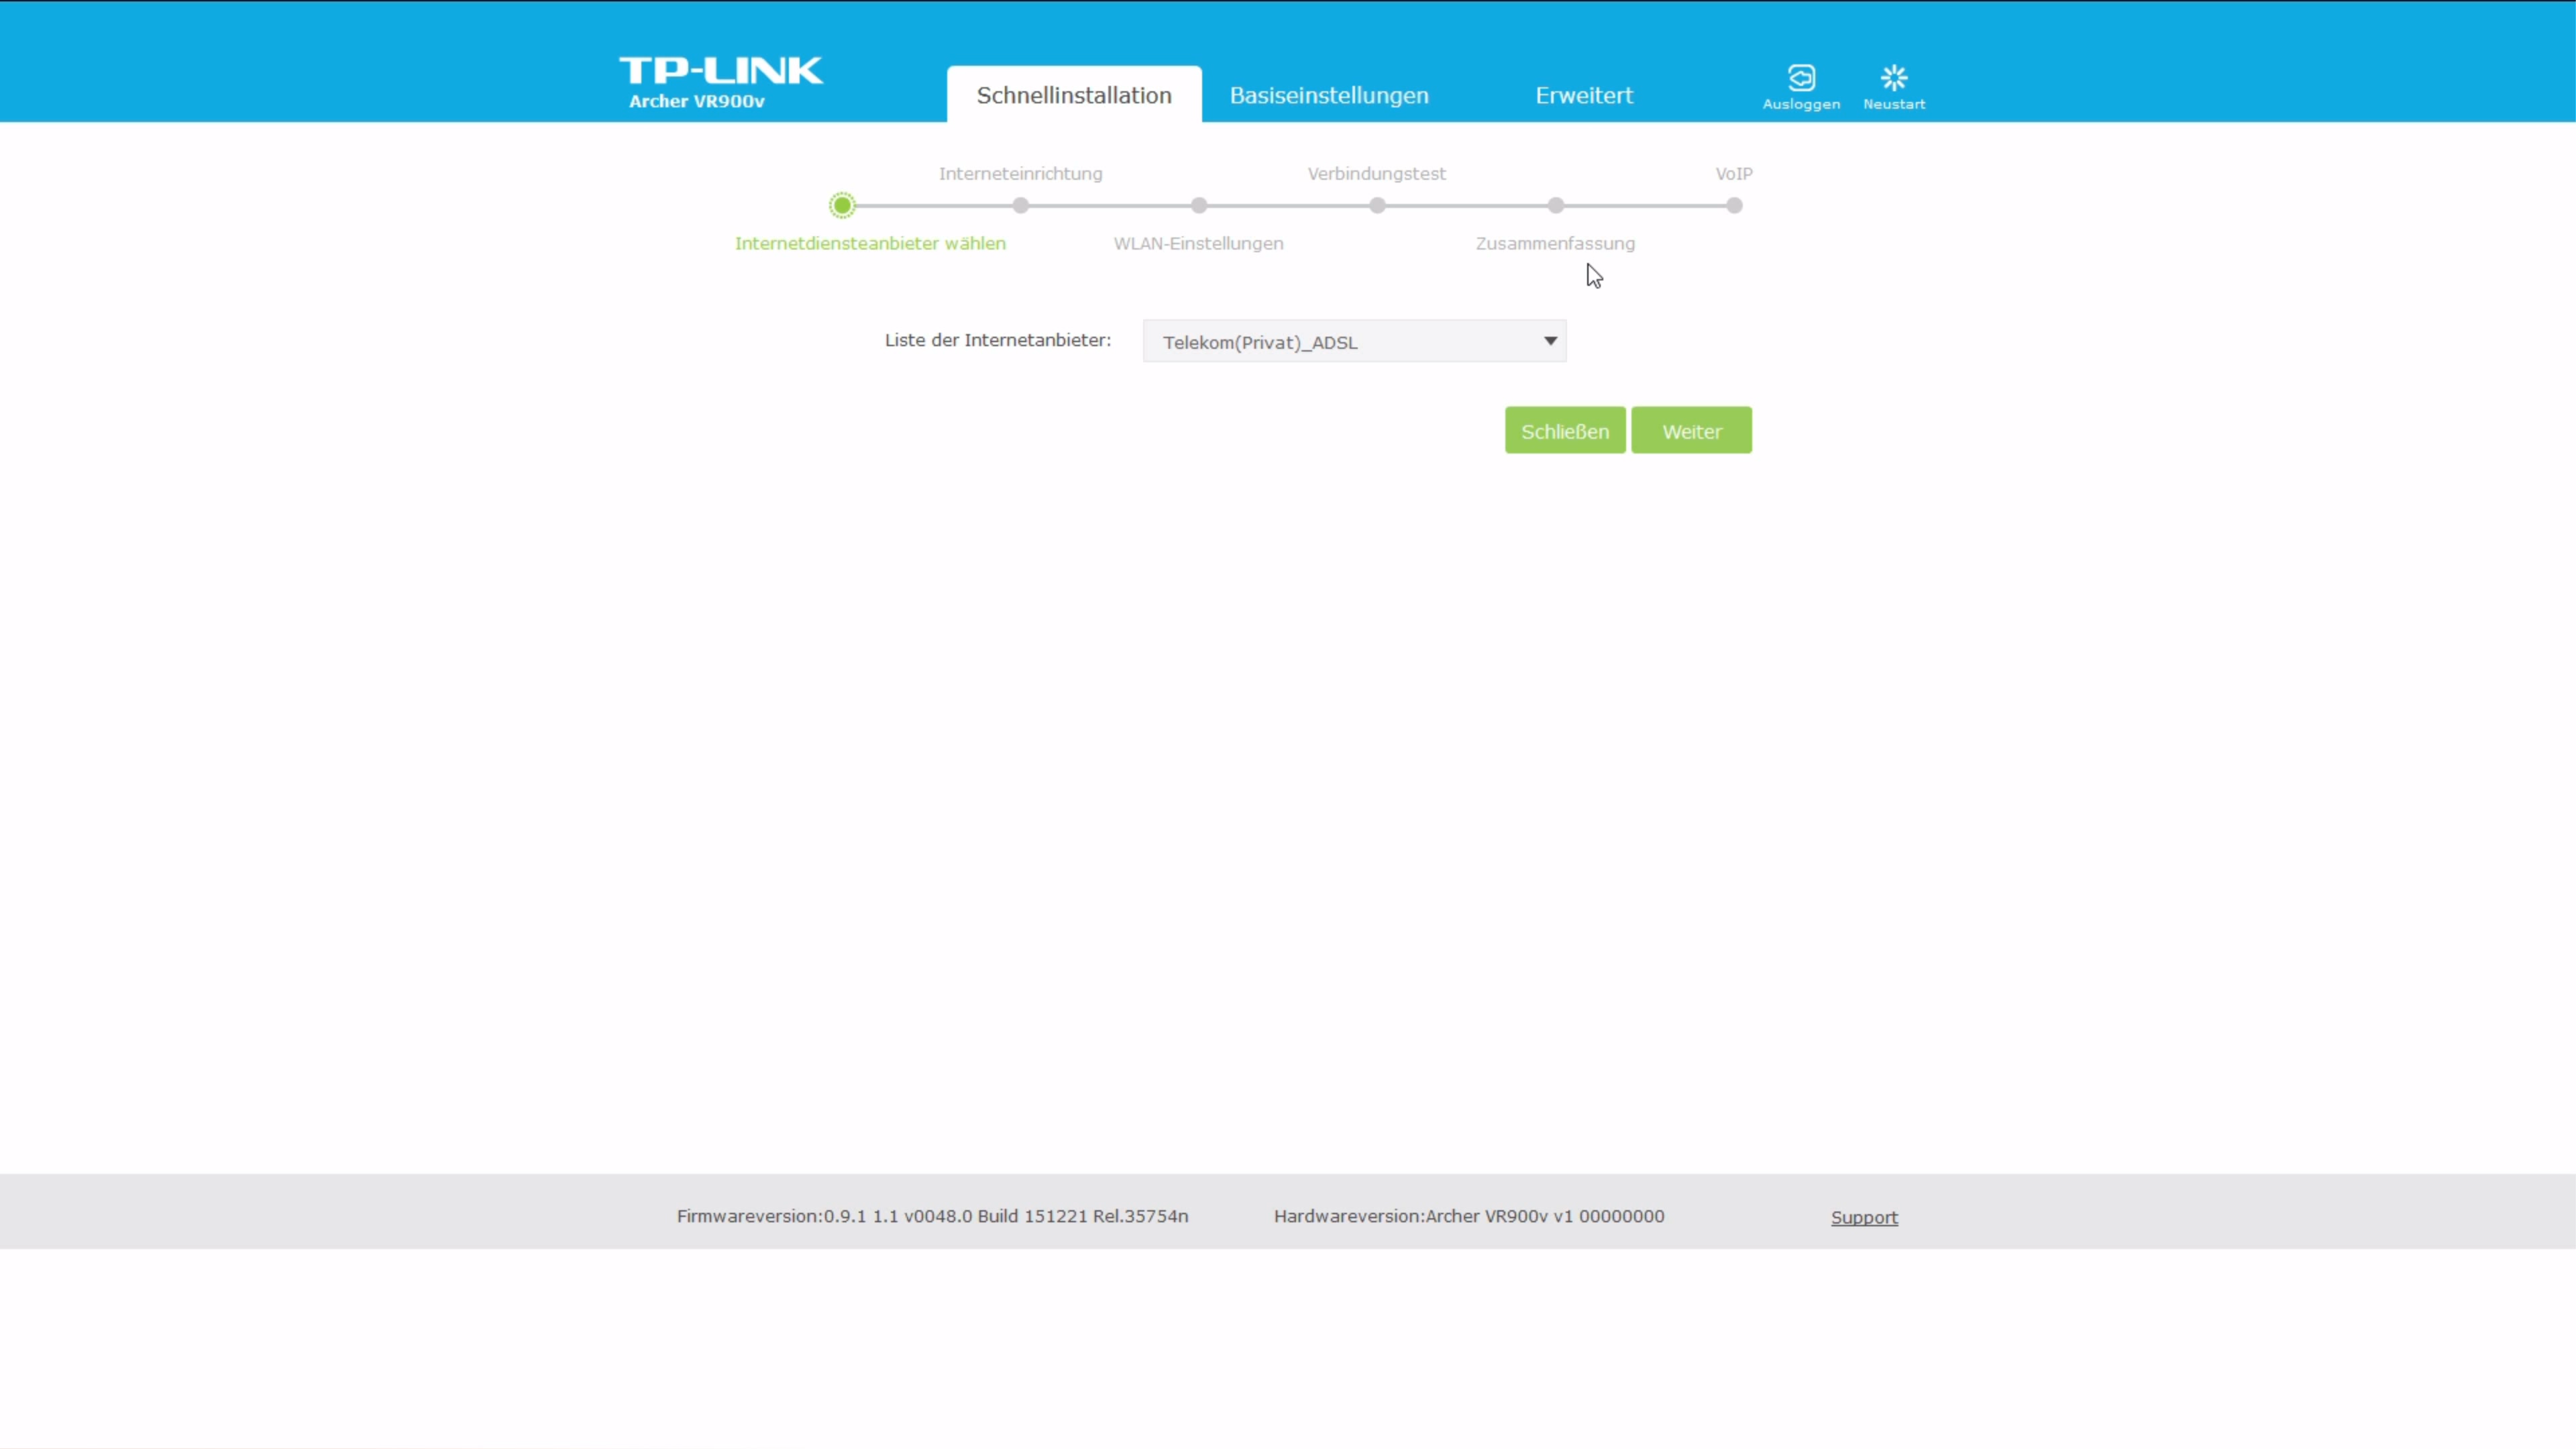 TP-LINK
Archer VR900v
Schnellinstallation
Basiseinstellungen
Erweitert
Ausloggen
Neustart
Interneteinrichtung
Verbindungstest
VoIP
Internetdiensteanbieter wählen
WLAN-Einstellungen
Zusammenfassung
Liste der Internetanbieter:
Telekom(Privat)_ADSL
Schließen
Weiter
Firmwareversion:0.9.1 1.1 v0048.0 Build 151221 Rel.35754n
Hardwareversion:Archer VR900v v1 00000000
Support